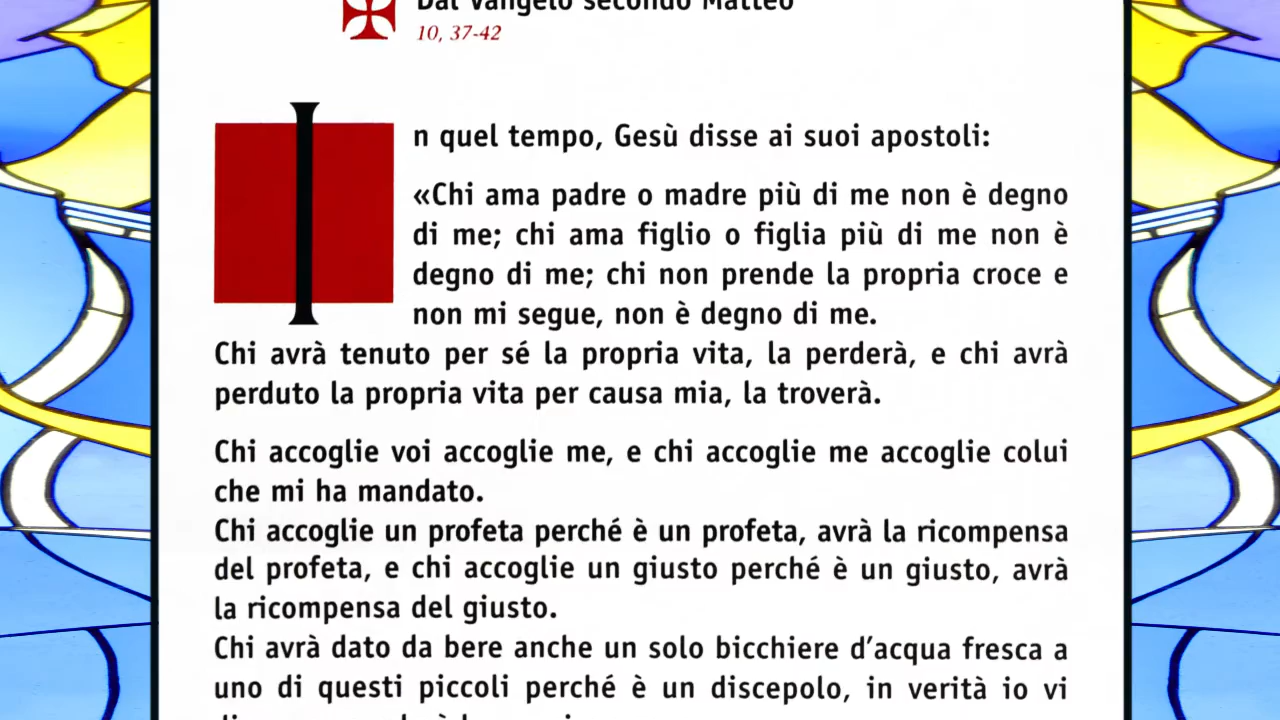 Dal Vangelo secondo Matteo
10, 37-42
In quel tempo, Gesù disse ai suoi apostoli:
«Chi ama padre o madre più di me non è degno
di me; chi ama figlio o figlia più di me non è
degno di me; chi non prende la propria croce e
non mi segue, non è degno di me.
Chi avrà tenuto per sé la propria vita, la perderà, e chi avrà
perduto la propria vita per causa mia, la troverà.
Chi accoglie voi accoglie me, e chi accoglie me accoglie colui
che mi ha mandato.
Chi accoglie un profeta perché è un profeta, avrà la ricompensa
del profeta, e chi accoglie un giusto perché è un giusto, avrà
la ricompensa del giusto.
Chi avrà dato da bere anche un solo bicchiere d'acqua fresca a
uno di questi piccoli perché è un discepolo, in verità io vi